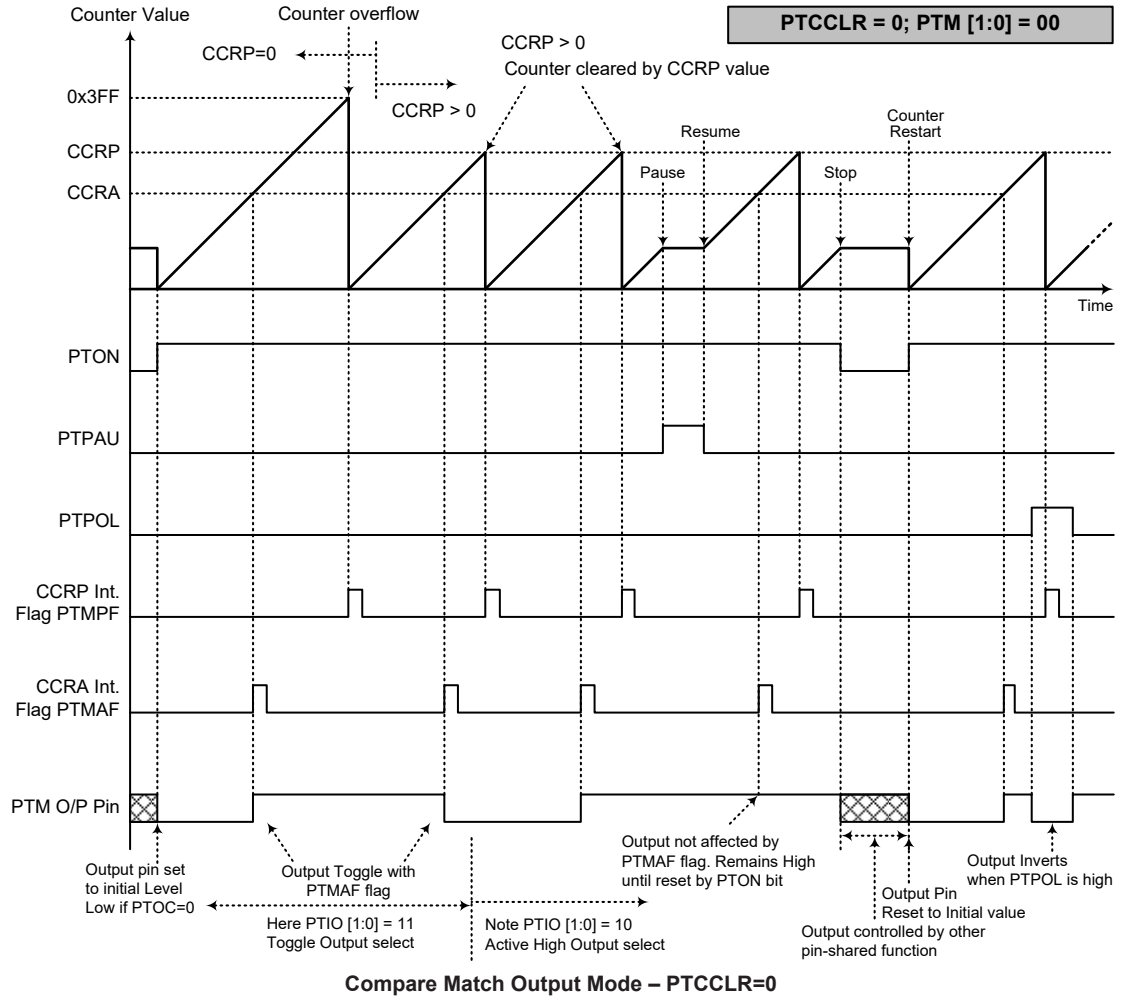 Counter Value
Counter overflow
PTCCLR = 0; PTM [1:0] = 00
CCRP=0
CCRP > 0
CCRP > 0
Counter cleared by CCRP value
0x3FF
CCRP
CCRA
Pause
Resume
Stop
Counter
Restart
Time
PTON
PTPAU
PTPOL
CCRP Int.
Flag PTMPF
CCRA Int.
Flag PTMAF
PTM O/P Pin
Output pin set
to initial Level
Low if PTOC=0
Output Toggle with
PTMAF flag
Here PTIO [1:0] = 11
Toggle Output select
Note PTIO [1:0] = 10
Active High Output select
Output not affected by
PTMAF flag. Remains High
until reset by PTON bit
Output Pin
Reset to Initial value
Output controlled by other
pin-shared function
Output Inverts
when PTPOL is high
Compare Match Output Mode – PTCCLR=0